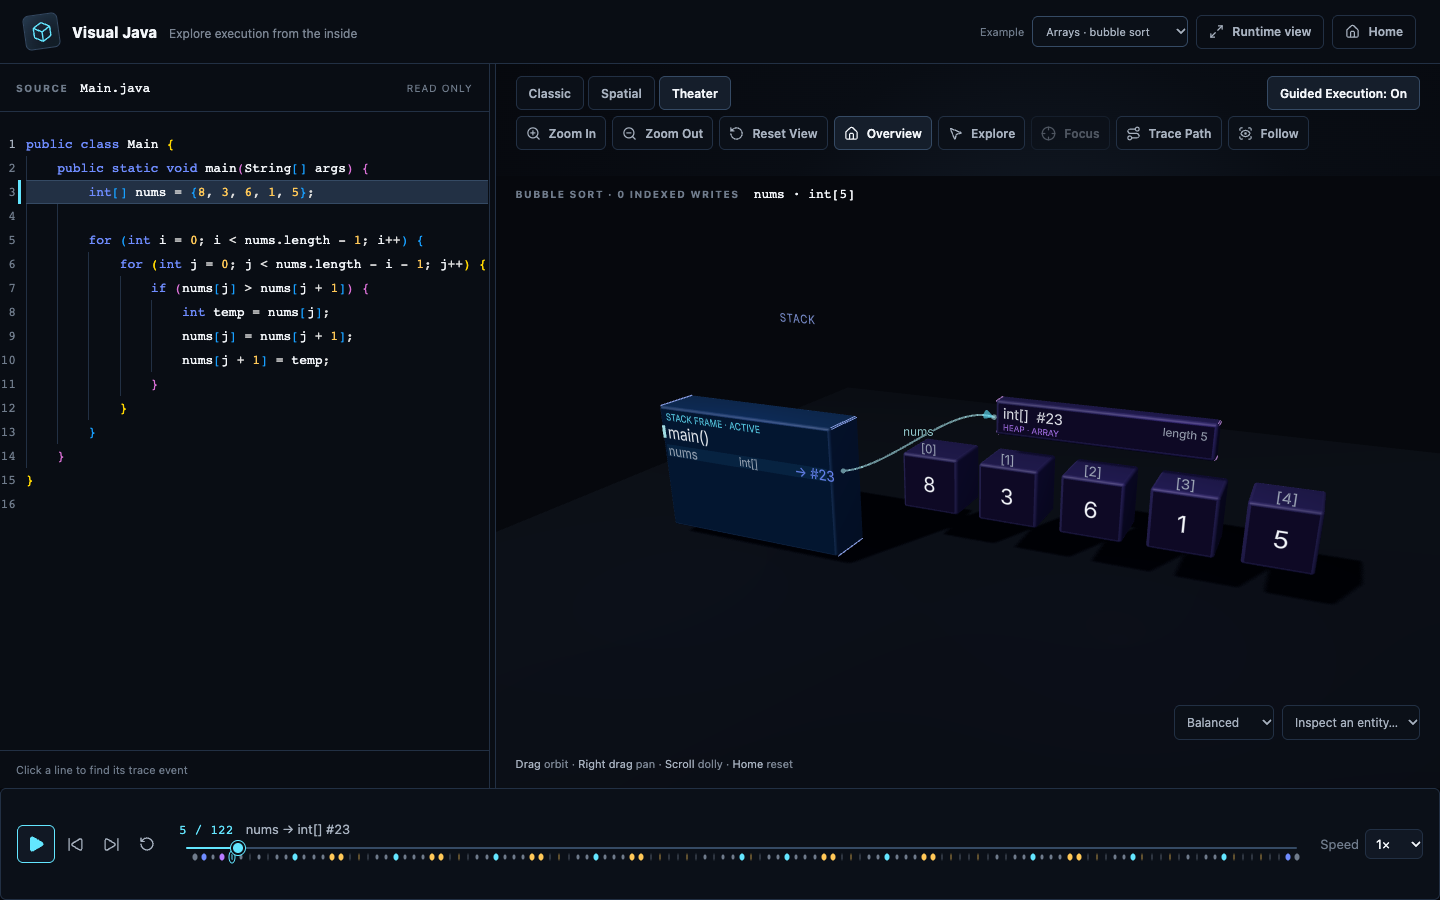 Visual Java Explore execution from the inside Example Arrays · bubble sort Runtime view Home
SOURCE Main.java READ ONLY
1 public class Main {
2 public static void main(String[] args) {
3 int[] nums = {8, 3, 6, 1, 5};
4
5 for (int i = 0; i < nums.length - 1; i++) {
6 for (int j = 0; j < nums.length - i - 1; j++) {
7 if (nums[j] > nums[j + 1]) {
8 int temp = nums[j];
9 nums[j] = nums[j + 1];
10 nums[j + 1] = temp;
11 }
12 }
13 }
14 }
15 }
16
Click a line to find its trace event
Classic Spatial Theater Guided Execution: On
Zoom In Zoom Out Reset View Overview Explore Focus Trace Path Follow
BUBBLE SORT · 0 INDEXED WRITES nums · int[5]
STACK
STACK FRAME · ACTIVE
main()
nums int[] → #23
nums
int[] #23
HEAP · ARRAY length 5
[0] [1] [2] [3] [4]
8 3 6 1 5
Balanced Inspect an entity...
Drag orbit · Right drag pan · Scroll dolly · Home reset
5 / 122 nums → int[] #23
Speed 1×